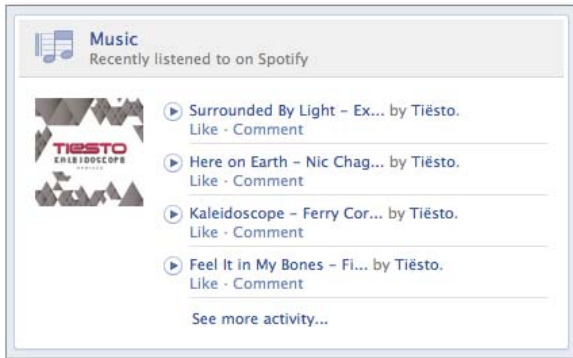 Music
Recently listened to on Spotify
TIËSTO
KALEIDOSCOPE
REMIXED
Surrounded By Light – Ex... by Tiësto.
Like · Comment
Here on Earth – Nic Chag... by Tiësto.
Like · Comment
Kaleidoscope – Ferry Cor... by Tiësto.
Like · Comment
Feel It in My Bones – Fi... by Tiësto.
Like · Comment
See more activity...